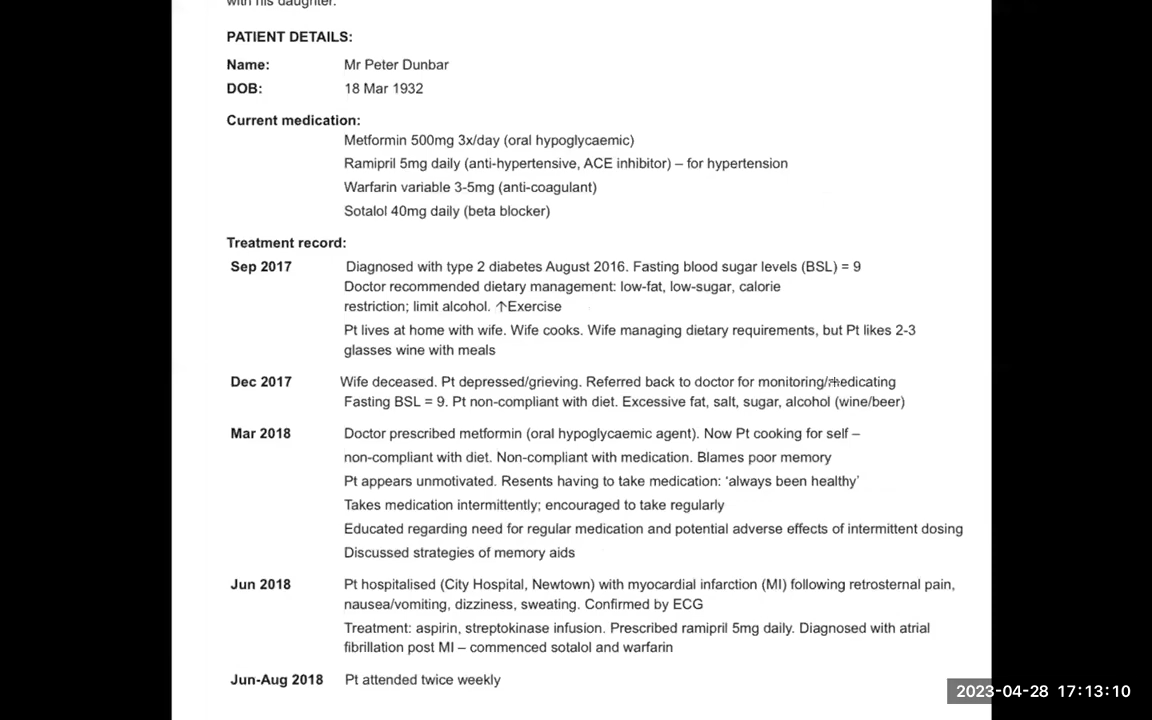 with his daughter.
PATIENT DETAILS:
Name: Mr Peter Dunbar
DOB: 18 Mar 1932
Current medication:
Metformin 500mg 3x/day (oral hypoglycaemic)
Ramipril 5mg daily (anti-hypertensive, ACE inhibitor) – for hypertension
Warfarin variable 3-5mg (anti-coagulant)
Sotalol 40mg daily (beta blocker)
Treatment record:
Sep 2017 Diagnosed with type 2 diabetes August 2016. Fasting blood sugar levels (BSL) = 9
Doctor recommended dietary management: low-fat, low-sugar, calorie
restriction; limit alcohol. ↑Exercise
Pt lives at home with wife. Wife cooks. Wife managing dietary requirements, but Pt likes 2-3
glasses wine with meals
Dec 2017 Wife deceased. Pt depressed/grieving. Referred back to doctor for monitoring/medicating
Fasting BSL = 9. Pt non-compliant with diet. Excessive fat, salt, sugar, alcohol (wine/beer)
Mar 2018 Doctor prescribed metformin (oral hypoglycaemic agent). Now Pt cooking for self –
non-compliant with diet. Non-compliant with medication. Blames poor memory
Pt appears unmotivated. Resents having to take medication: ‘always been healthy’
Takes medication intermittently; encouraged to take regularly
Educated regarding need for regular medication and potential adverse effects of intermittent dosing
Discussed strategies of memory aids
Jun 2018 Pt hospitalised (City Hospital, Newtown) with myocardial infarction (MI) following retrosternal pain,
nausea/vomiting, dizziness, sweating. Confirmed by ECG
Treatment: aspirin, streptokinase infusion. Prescribed ramipril 5mg daily. Diagnosed with atrial
fibrillation post MI – commenced sotalol and warfarin
Jun-Aug 2018 Pt attended twice weekly
2023-04-28 17:13:10